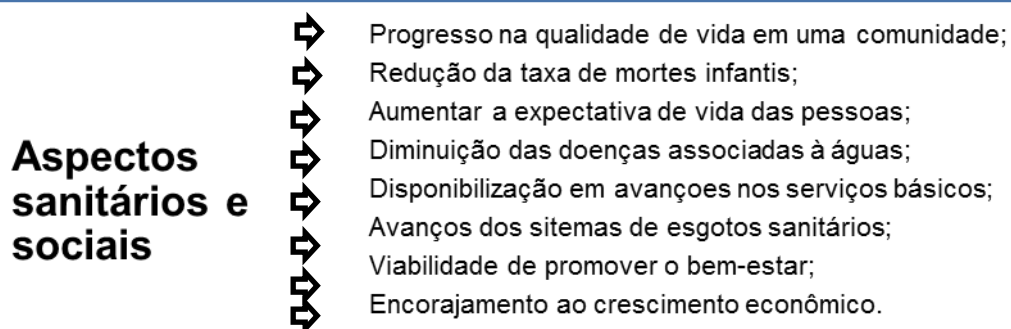 Aspectos
sanitários e
sociais
Progresso na qualidade de vida em uma comunidade;
Redução da taxa de mortes infantis;
Aumentar a expectativa de vida das pessoas;
Diminuição das doenças associadas à águas;
Disponibilização em avançoes nos serviços básicos;
Avanços dos sitemas de esgotos sanitários;
Viabilidade de promover o bem-estar;
Encorajamento ao crescimento econômico.